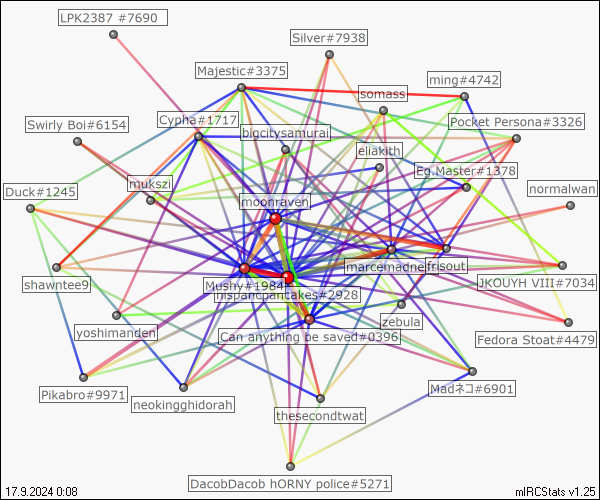 LPK2387 #7690
Silver#7938
Majestic#3375
ming#4742
somass
Swirly Boi#6154
Cypha#1717
bigcitysamurai
Pocket Persona#3326
eliakith
mukszi
Eg.Master#1378
Duck#1245
normalwan
moonraven
shawntee9
Mushy#1984
marcemadne
frisout
JKOUYH VIII#7034
hispanicpancakes#2928
yoshimanden
Can anything be saved#0396
zebula
Fedora Stoat#4479
Pikabro#9971
neokingghidorah
Madネコ#6901
thesecondtwat
DacobDacob hORNY police#5271
17.9.2024 0:08
mIRCStats v1.25